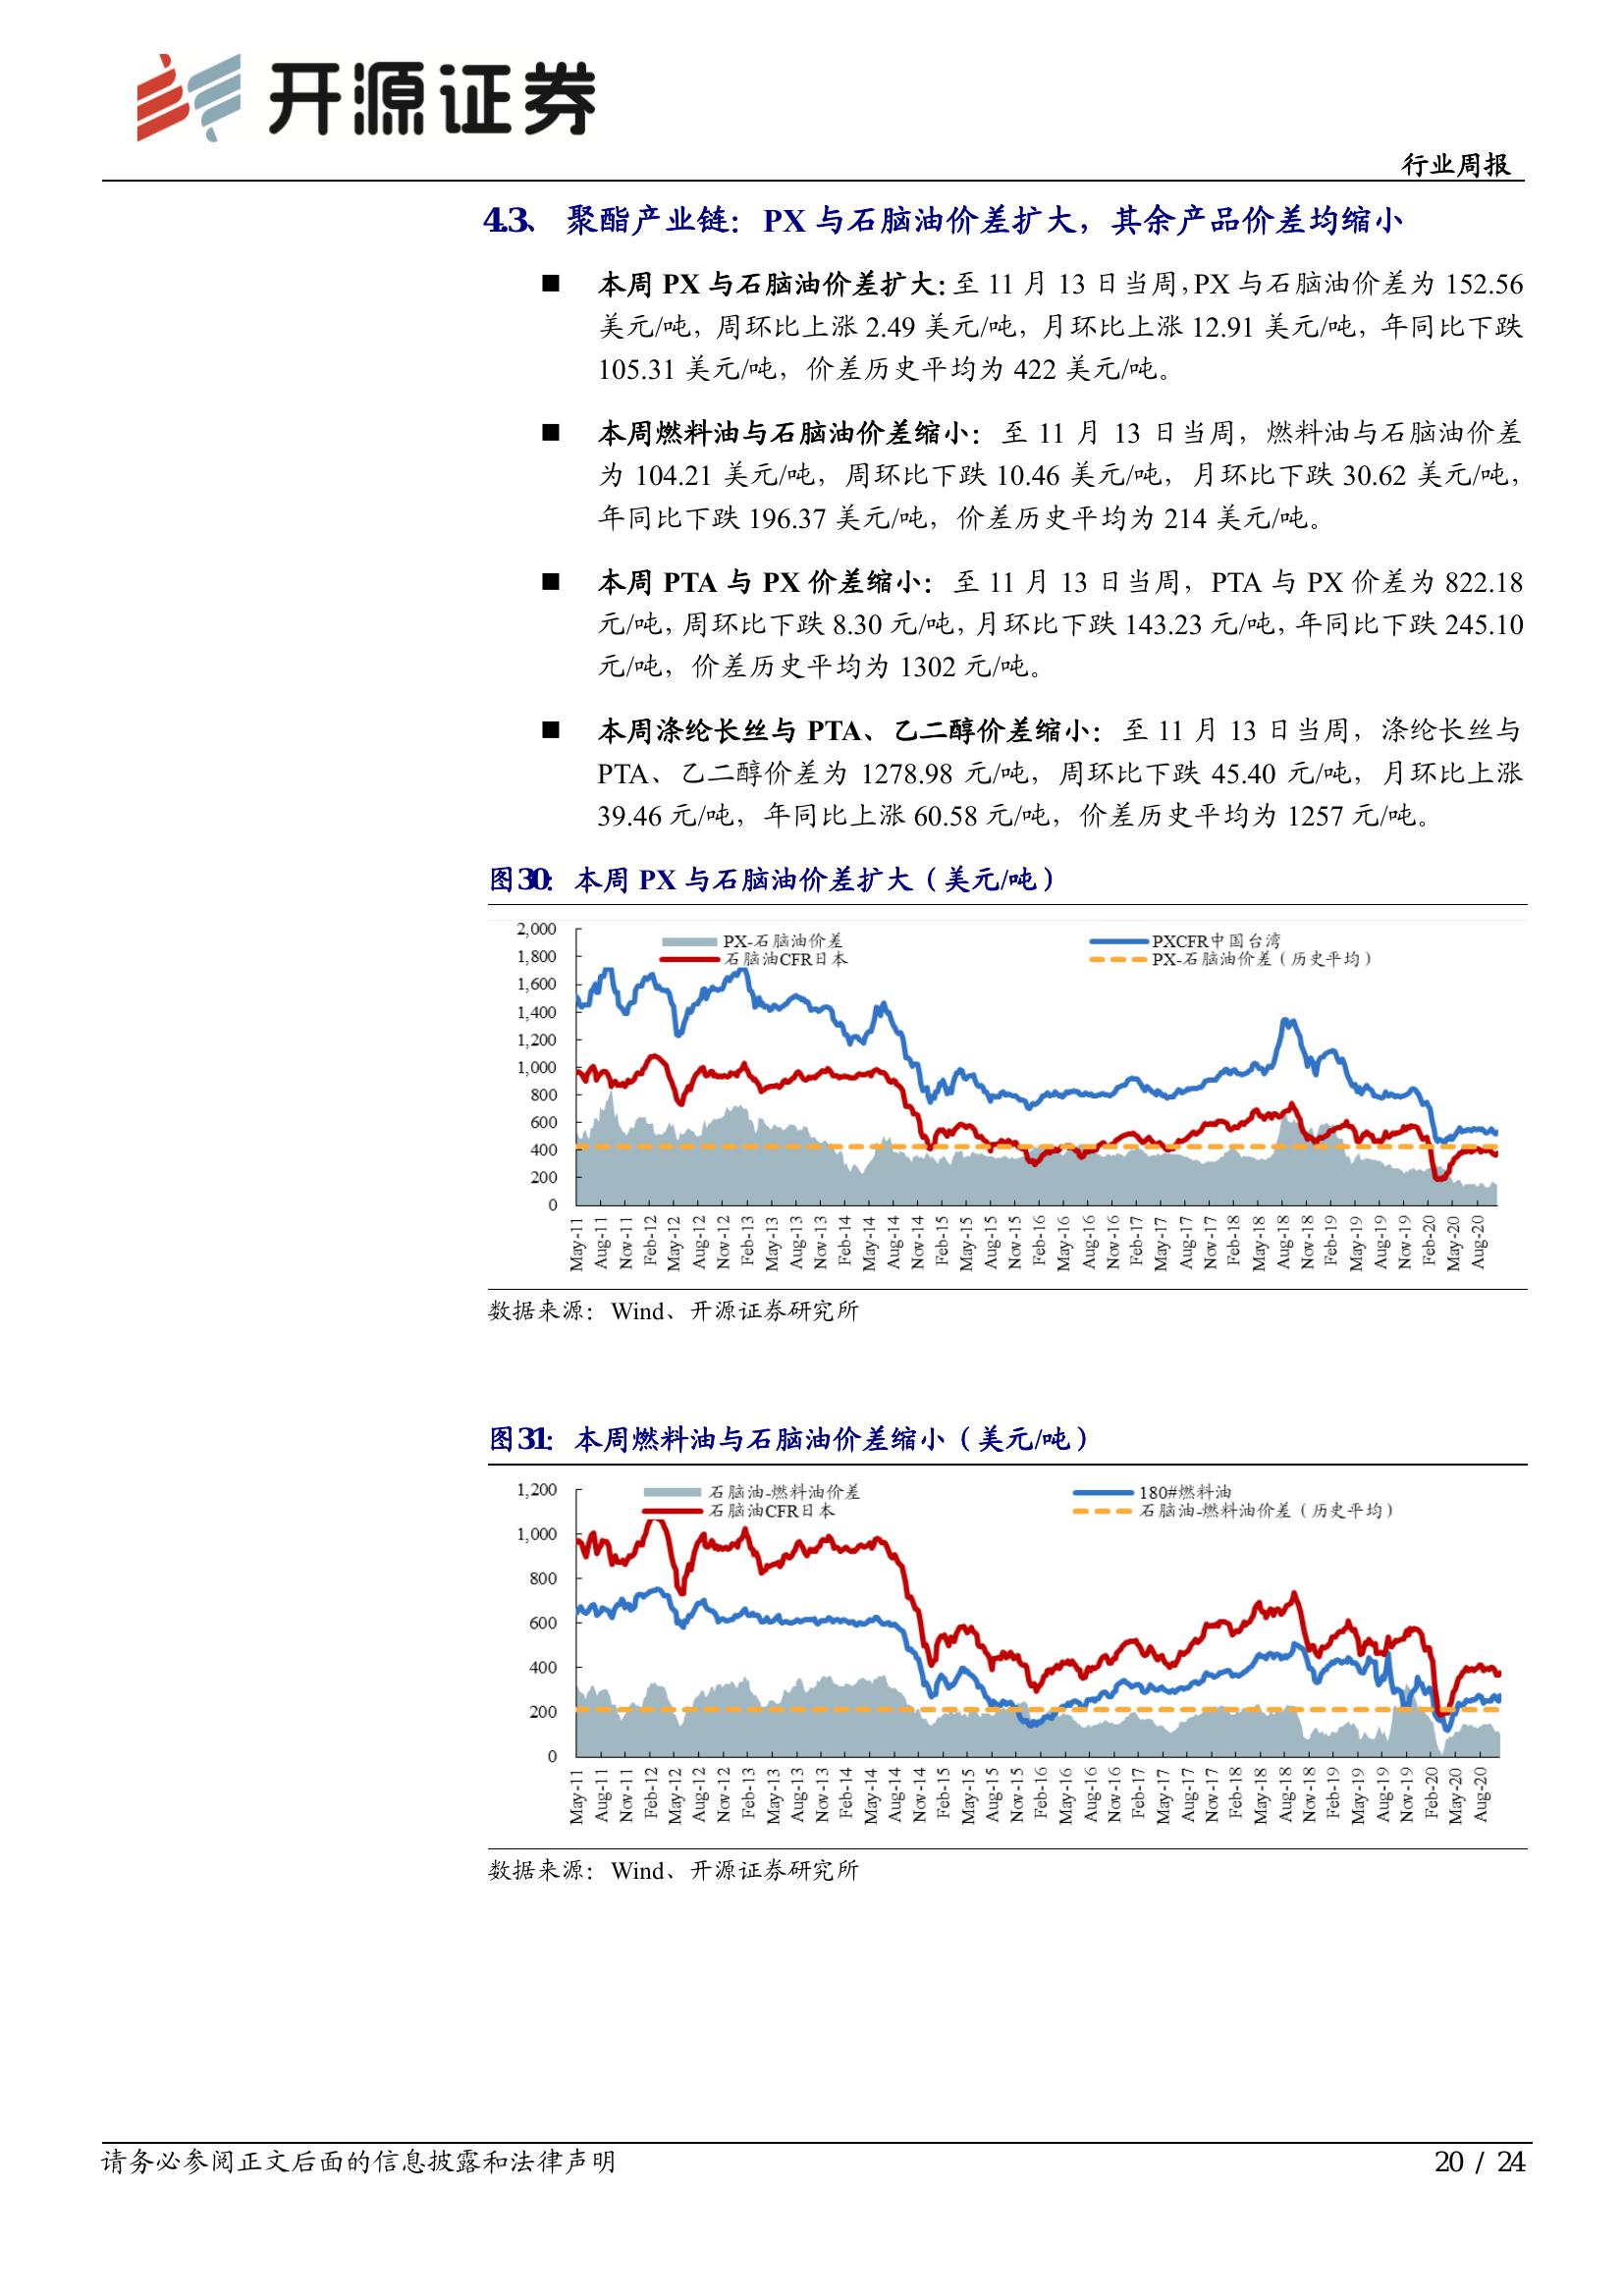 开源证券
行业周报
4.3、 聚酯产业链：PX 与石脑油价差扩大，其余产品价差均缩小
■ 本周 PX 与石脑油价差扩大：至 11 月 13 日当周，PX 与石脑油价差为 152.56
美元/吨，周环比上涨 2.49 美元/吨，月环比上涨 12.91 美元/吨，年同比下跌
105.31 美元/吨，价差历史平均为 422 美元/吨。
■ 本周燃料油与石脑油价差缩小：至 11 月 13 日当周，燃料油与石脑油价差
为 104.21 美元/吨，周环比下跌 10.46 美元/吨，月环比下跌 30.62 美元/吨，
年同比下跌 196.37 美元/吨，价差历史平均为 214 美元/吨。
■ 本周 PTA 与 PX 价差缩小：至 11 月 13 日当周，PTA 与 PX 价差为 822.18
元/吨，周环比下跌 8.30 元/吨，月环比下跌 143.23 元/吨，年同比下跌 245.10
元/吨，价差历史平均为 1302 元/吨。
■ 本周涤纶长丝与 PTA、乙二醇价差缩小：至 11 月 13 日当周，涤纶长丝与
PTA、乙二醇价差为 1278.98 元/吨，周环比下跌 45.40 元/吨，月环比上涨
39.46 元/吨，年同比上涨 60.58 元/吨，价差历史平均为 1257 元/吨。
图30： 本周 PX 与石脑油价差扩大（美元/吨）
PX-石脑油价差 PXCFR中国台湾
石脑油CFR日本 PX-石脑油价差（历史平均）
2,000
1,800
1,600
1,400
1,200
1,000
800
600
400
200
0
May-11 Aug-11 Nov-11 Feb-12 May-12 Aug-12 Nov-12 Feb-13 May-13 Aug-13 Nov-13 Feb-14 May-14 Aug-14 Nov-14 Feb-15 May-15 Aug-15 Nov-15 Feb-16 May-16 Aug-16 Nov-16 Feb-17 May-17 Aug-17 Nov-17 Feb-18 May-18 Aug-18 Nov-18 Feb-19 May-19 Aug-19 Nov-19 Feb-20 May-20 Aug-20
数据来源：Wind、开源证券研究所
图31： 本周燃料油与石脑油价差缩小（美元/吨）
石脑油-燃料油价差 180#燃料油
石脑油CFR日本 石脑油-燃料油价差（历史平均）
1,200
1,000
800
600
400
200
0
May-11 Aug-11 Nov-11 Feb-12 May-12 Aug-12 Nov-12 Feb-13 May-13 Aug-13 Nov-13 Feb-14 May-14 Aug-14 Nov-14 Feb-15 May-15 Aug-15 Nov-15 Feb-16 May-16 Aug-16 Nov-16 Feb-17 May-17 Aug-17 Nov-17 Feb-18 May-18 Aug-18 Nov-18 Feb-19 May-19 Aug-19 Nov-19 Feb-20 May-20 Aug-20
数据来源：Wind、开源证券研究所
请务必参阅正文后面的信息披露和法律声明
20 / 24